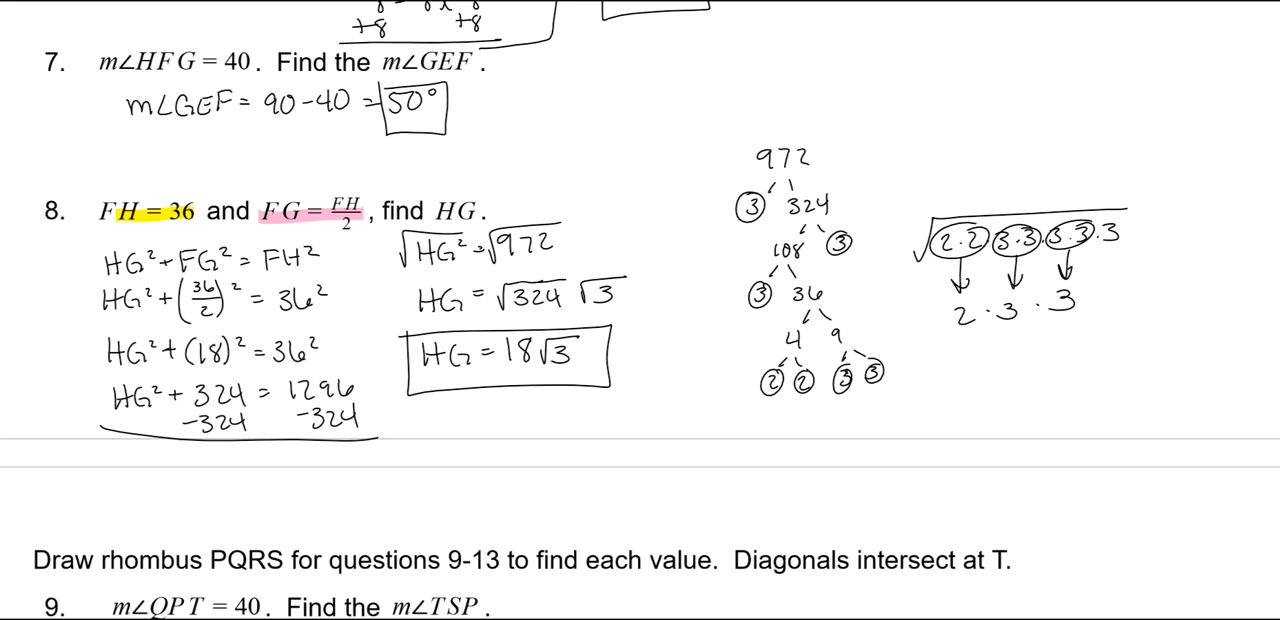 +8 +8
7. m∠HFG = 40. Find the m∠GEF.
m∠GEF = 90 - 40 = 50°
8. FH = 36 and FG = FH/2, find HG.
HG² + FG² = FH²
HG² + (36/2)² = 36²
HG² + (18)² = 36²
HG² + 324 = 1296
-324 -324
√HG² = √972
HG = √324 √3
HG = 18√3
972
3 324
108 3
3 36
4 9
2 2 3 3
√2·2·3·3·3·3·3
2 · 3 · 3
Draw rhombus PQRS for questions 9-13 to find each value. Diagonals intersect at T.
9. m∠QPT = 40. Find the m∠TSP.